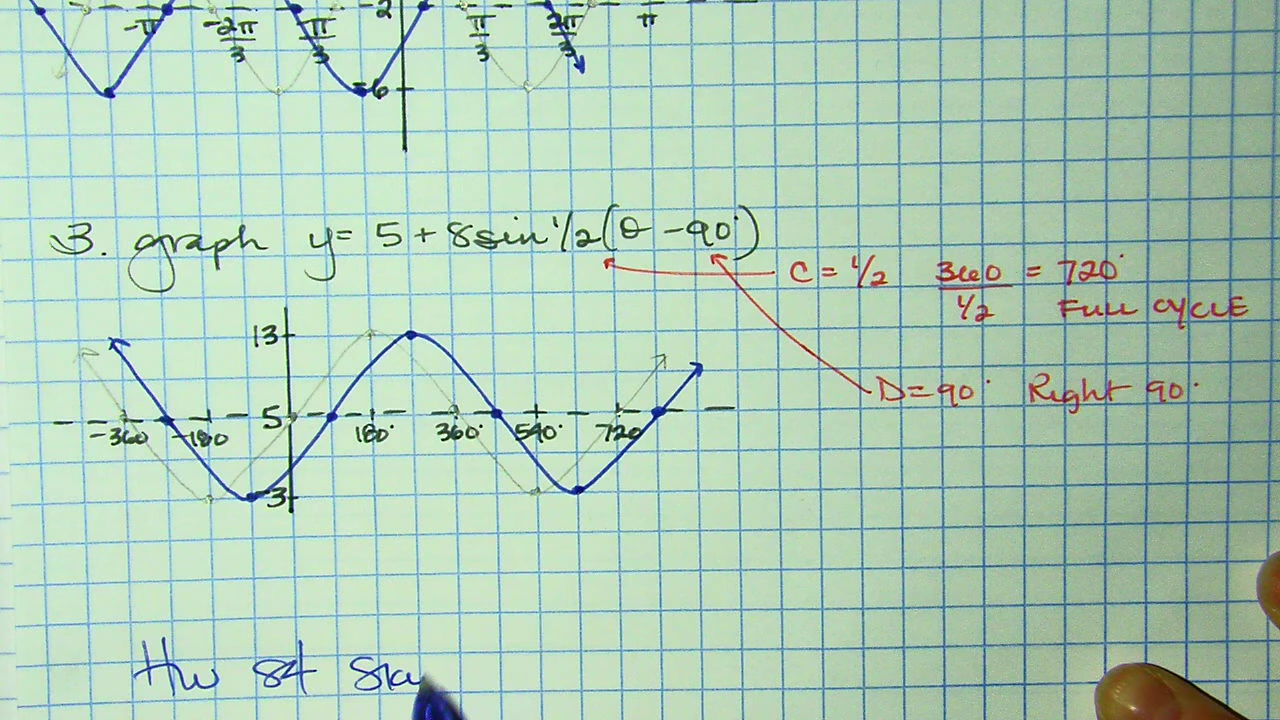 -2
-π -2π/3 -π/3 π/3 2π/3 π
-6
3. graph y = 5 + 8sin 1/2(θ - 90°)
C = 1/2 360/1/2 = 720°
FULL CYCLE
D = 90° Right 90°
13
5
-360 -180 180° 360° 540° 720
-3
HW 84